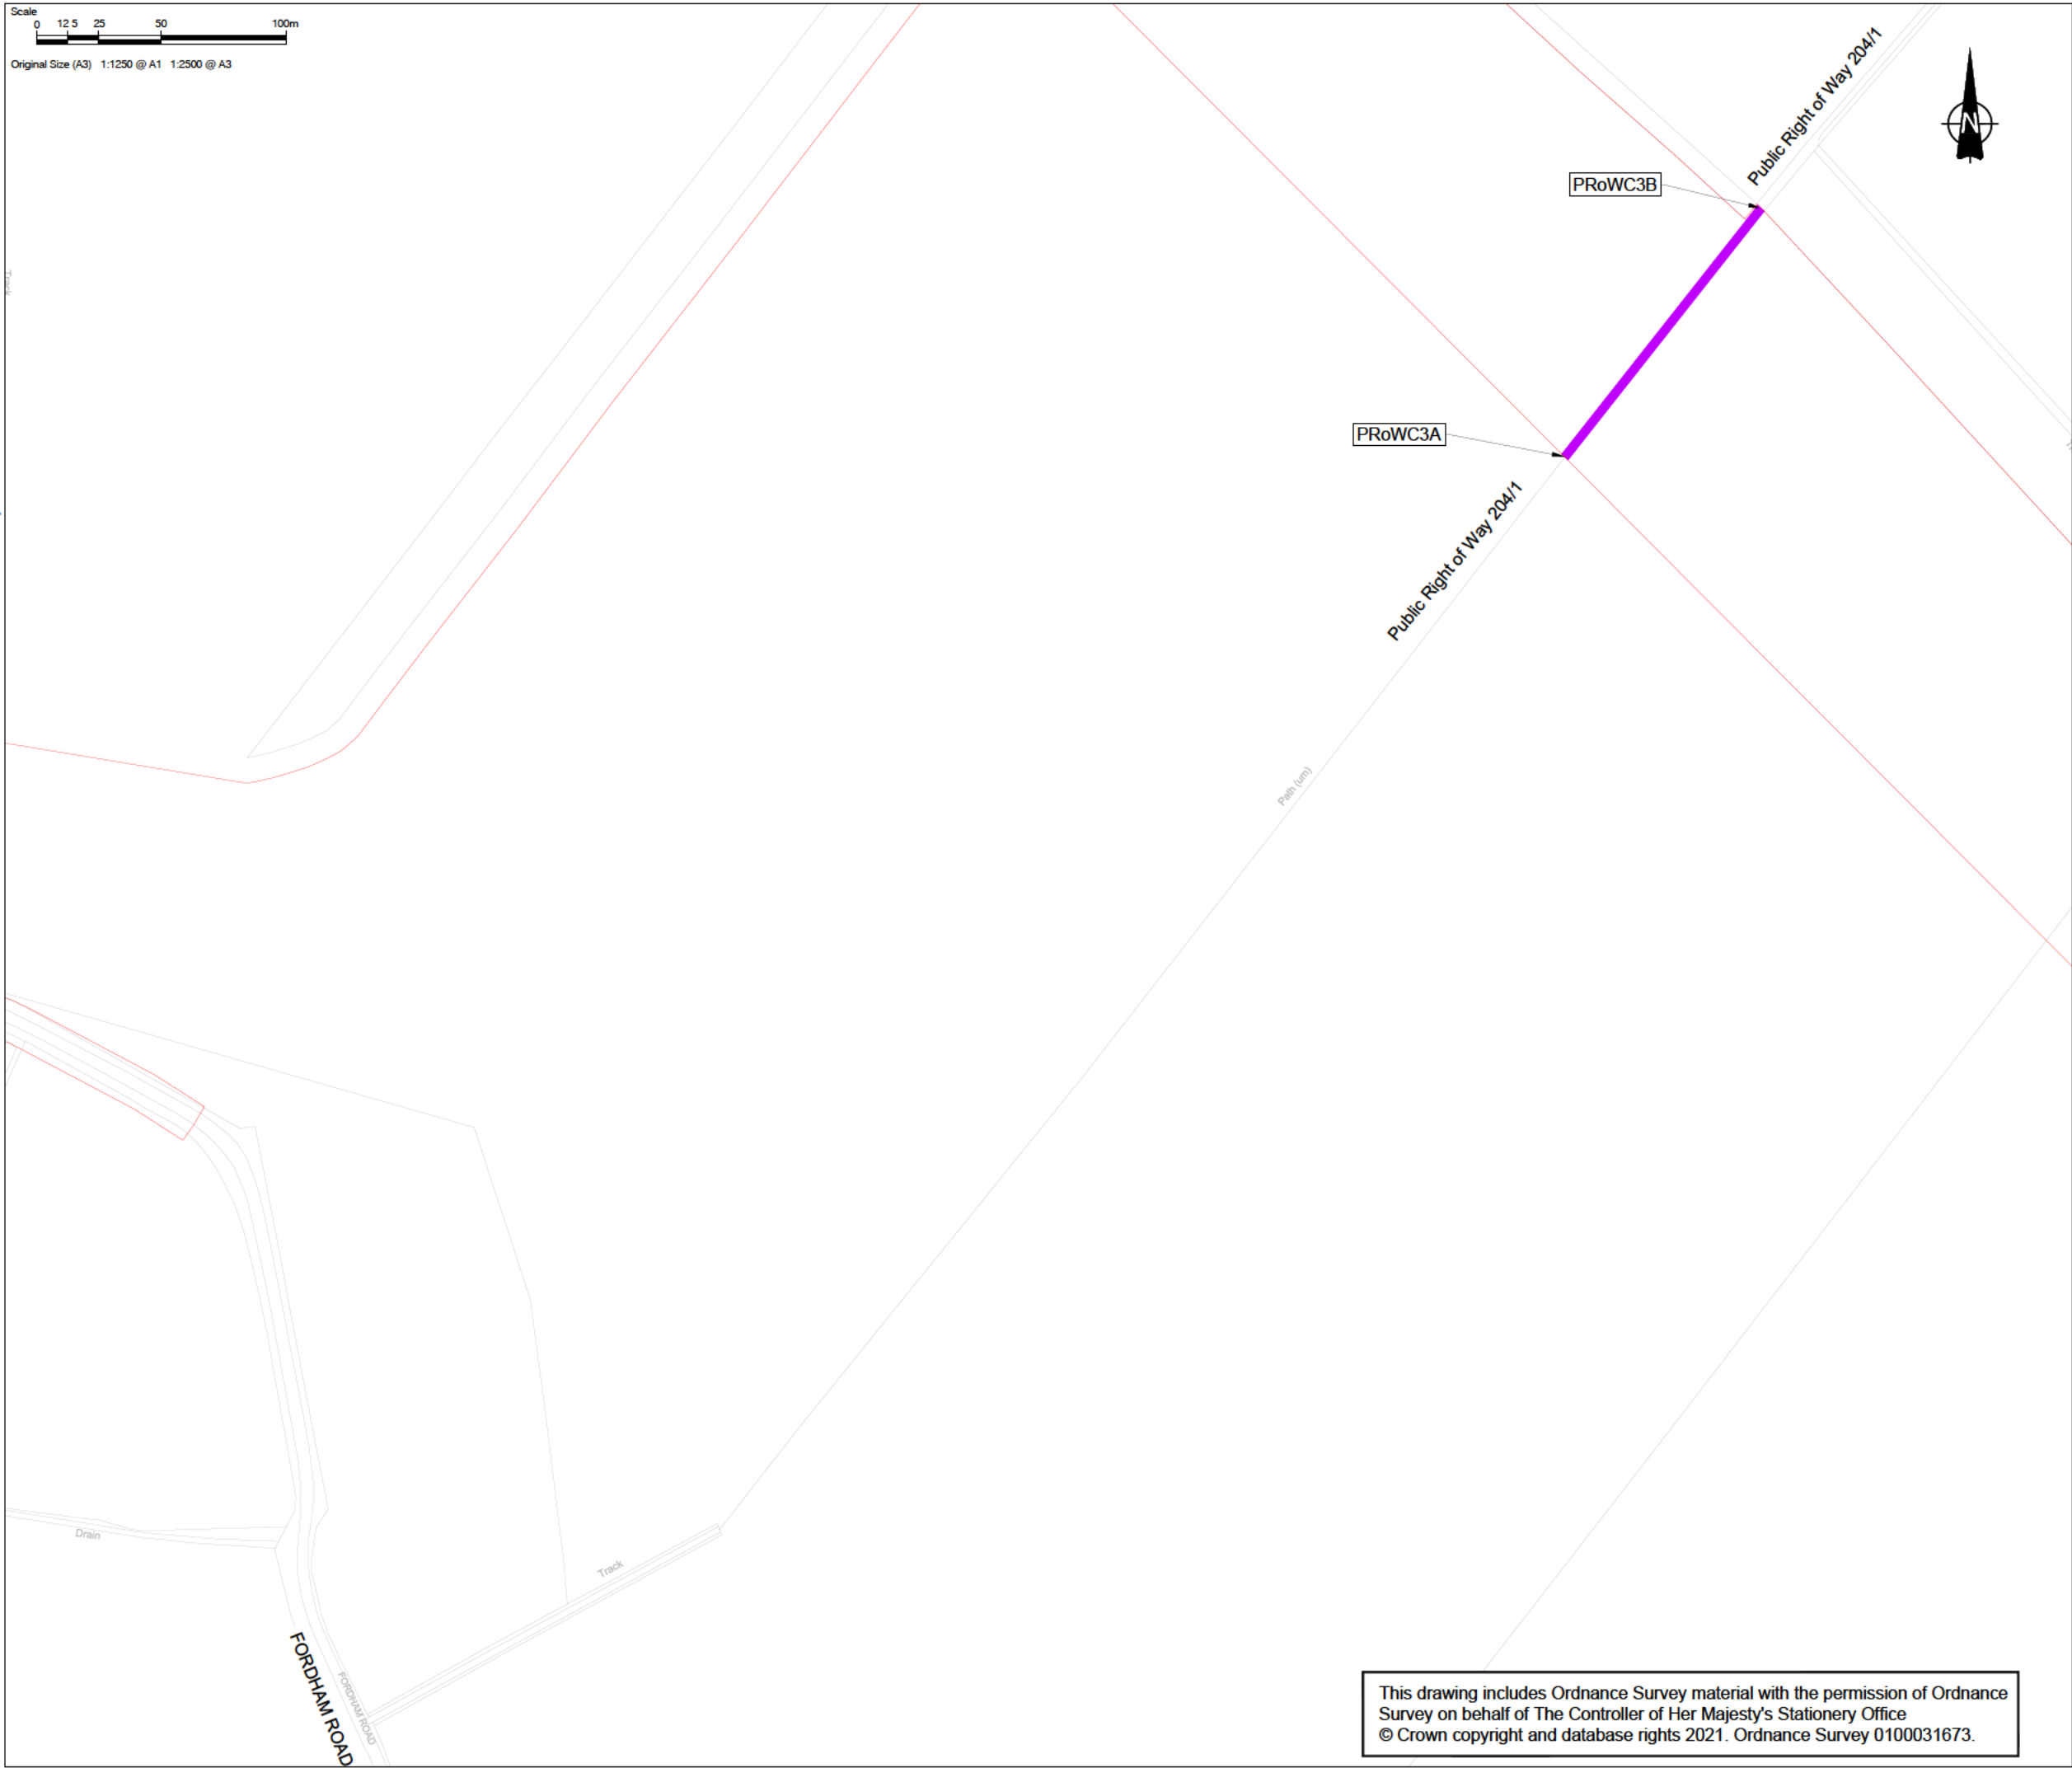 Scale
0 12 5 25 50 100m
Original Size (A3) 1:1250 @ A1 1:2500 @ A3
Public Right of Way 204/1
N
PRoWC3B
Track
PRoWC3A
Public Right of Way 204/1
Path (um)
Drain
Track
FORDHAM ROAD
FORDHAM ROAD
This drawing includes Ordnance Survey material with the permission of Ordnance
Survey on behalf of The Controller of Her Majesty's Stationery Office
© Crown copyright and database rights 2021. Ordnance Survey 0100031673.